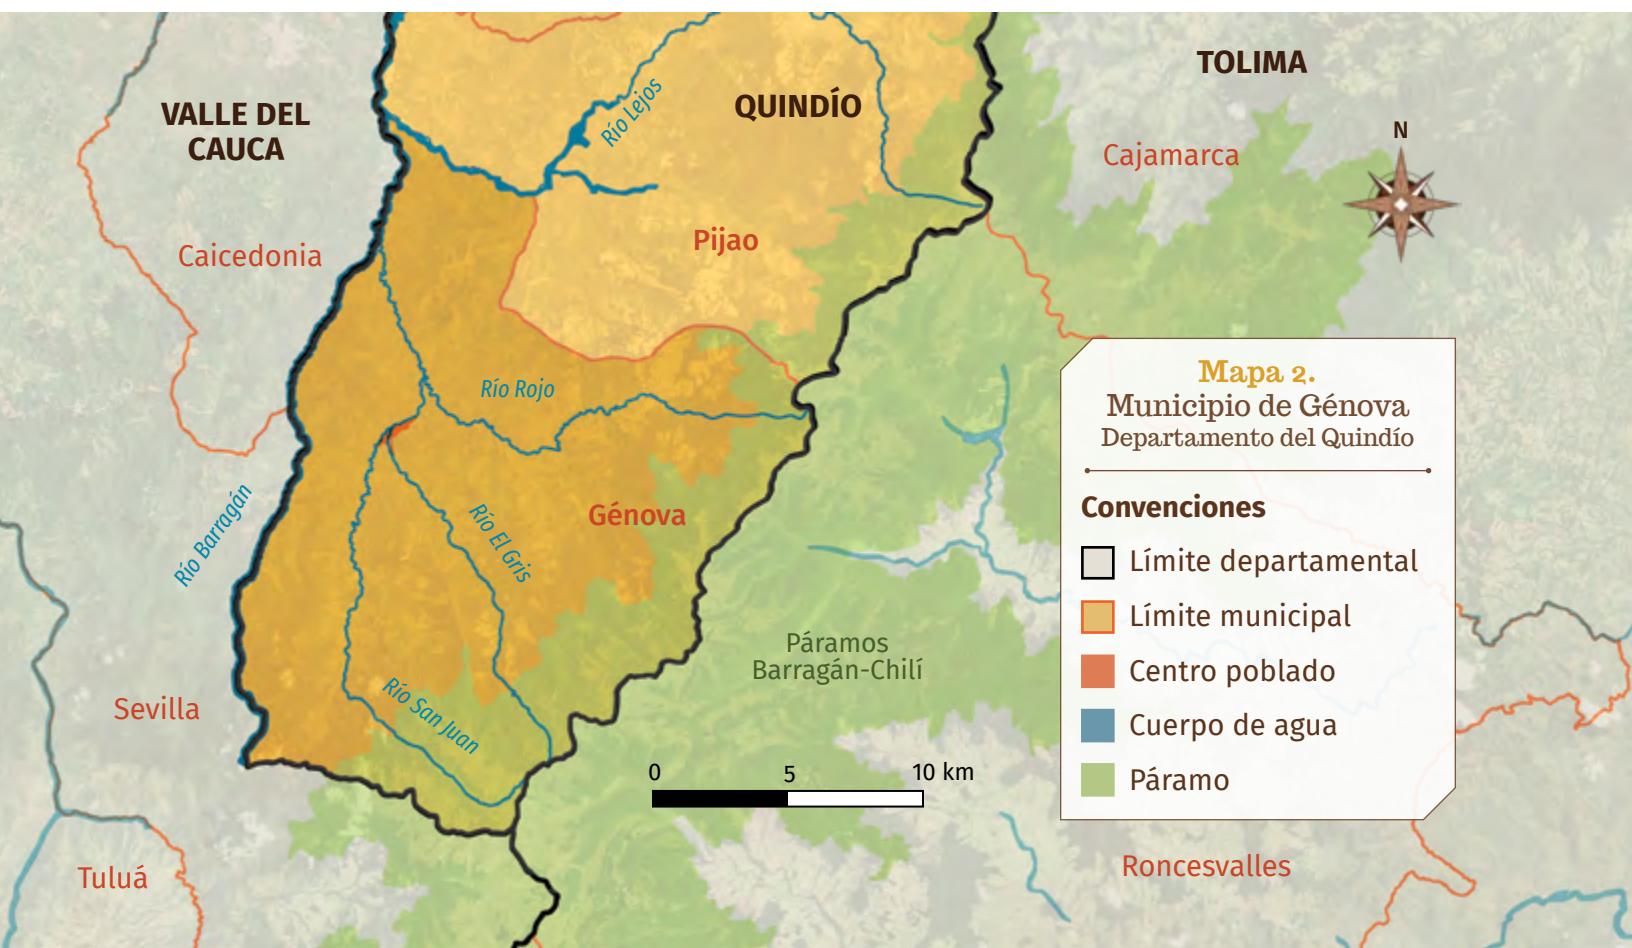 TOLIMA
VALLE DEL
CAUCA
QUINDÍO
Río Lejos
N
Cajamarca
Pijao
Caicedonia
Río Rojo
Río Barragán
Génova
Río El Gris
Páramos
Barragán-Chilí
Río San Juan
Sevilla
0 5 10 km
Tuluá
Roncesvalles
Mapa 2.
Municipio de Génova
Departamento del Quindío
Convenciones
Límite departamental
Límite municipal
Centro poblado
Cuerpo de agua
Páramo